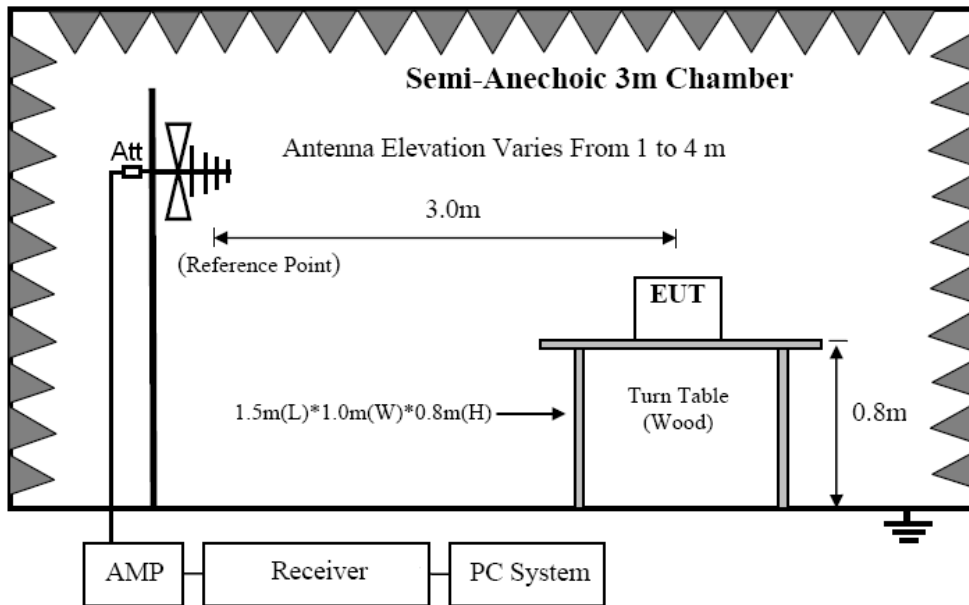 Semi-Anechoic 3m Chamber
Att
Antenna Elevation Varies From 1 to 4 m
3.0m
(Reference Point)
EUT
1.5m(L)*1.0m(W)*0.8m(H)
Turn Table
(Wood)
0.8m
AMP
Receiver
PC System